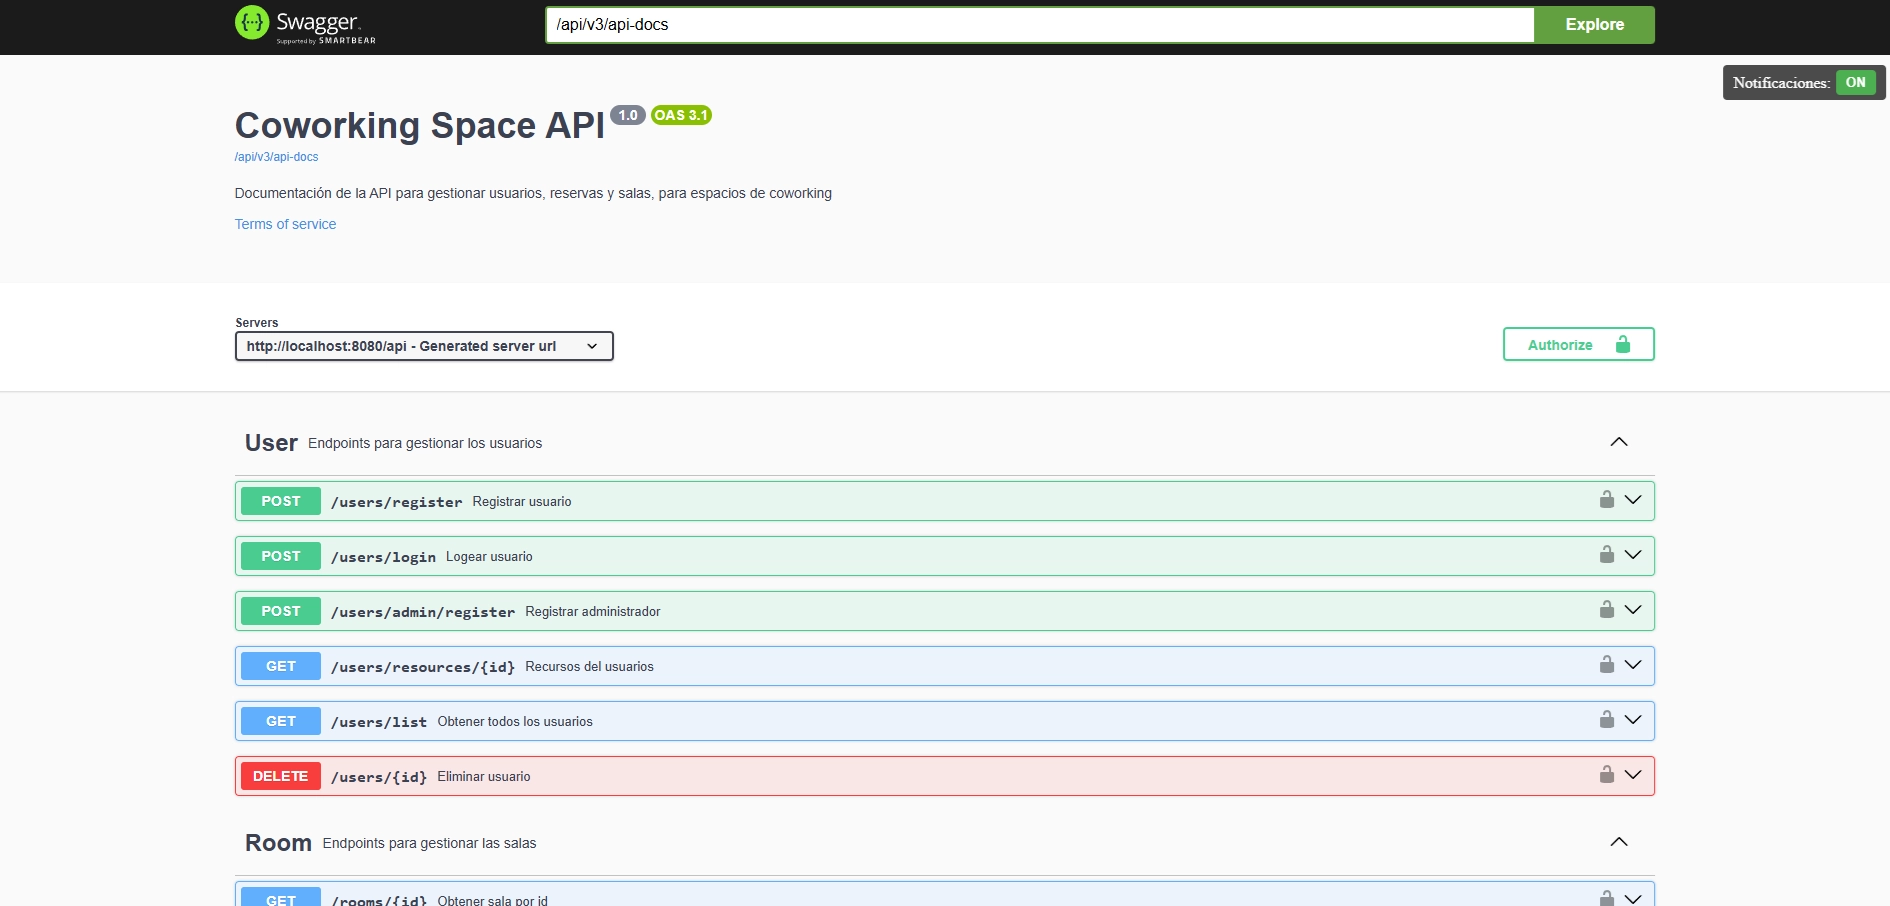 Swagger
Supported by SMARTBEAR
/api/v3/api-docs
Explore
Notificaciones: ON
Coworking Space API 1.0 OAS 3.1
/api/v3/api-docs
Documentación de la API para gestionar usuarios, reservas y salas, para espacios de coworking
Terms of service
Servers
http://localhost:8080/api - Generated server url
Authorize
User Endpoints para gestionar los usuarios
POST /users/register Registrar usuario
POST /users/login Logear usuario
POST /users/admin/register Registrar administrador
GET /users/resources/{id} Recursos del usuarios
GET /users/list Obtener todos los usuarios
DELETE /users/{id} Eliminar usuario
Room Endpoints para gestionar las salas
GET /rooms/{id} Obtener sala por id